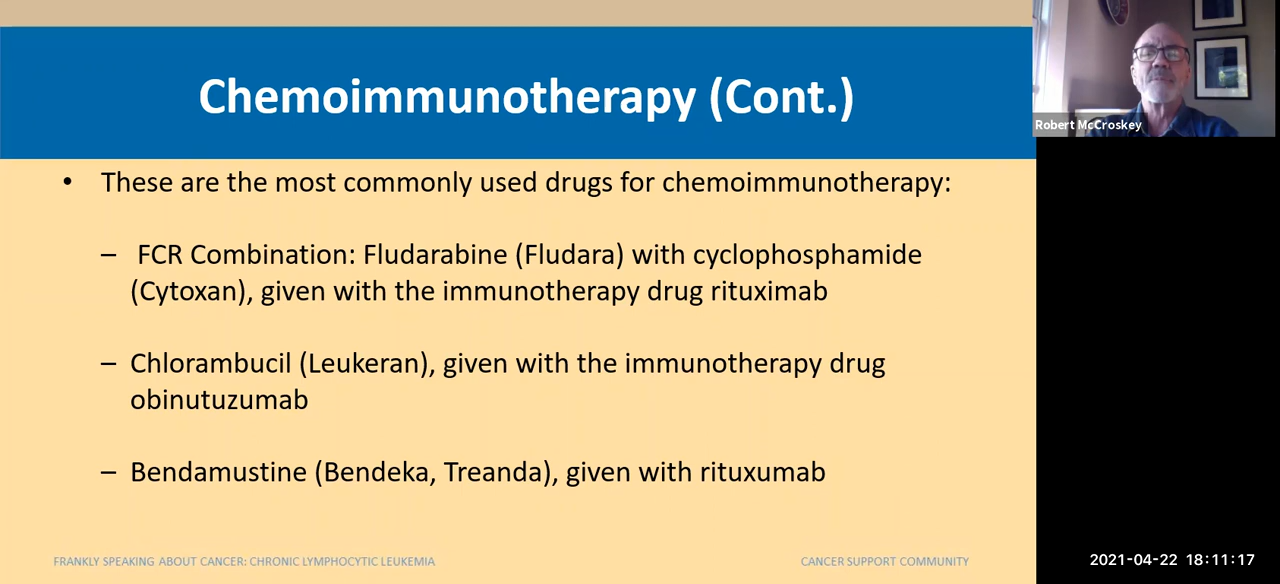 Chemoimmunotherapy (Cont.)
Robert McCroskey
• These are the most commonly used drugs for chemoimmunotherapy:
– FCR Combination: Fludarabine (Fludara) with cyclophosphamide
(Cytoxan), given with the immunotherapy drug rituximab
– Chlorambucil (Leukeran), given with the immunotherapy drug
obinutuzumab
– Bendamustine (Bendeka, Treanda), given with rituxumab
FRANKLY SPEAKING ABOUT CANCER: CHRONIC LYMPHOCYTIC LEUKEMIA
CANCER SUPPORT COMMUNITY
2021-04-22 18:11:17